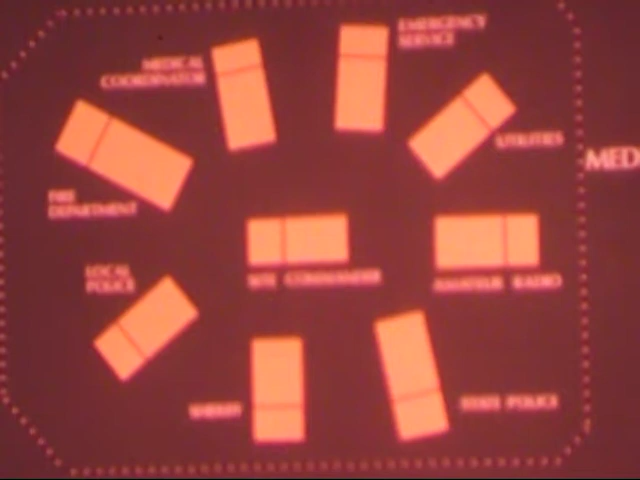 EMERGENCY
SERVICE
MEDICAL
COORDINATOR
UTILITIES
MED
FIRE
DEPARTMENT
LOCAL
POLICE
SITE COMMANDER
AMATEUR RADIO
SHERIFF
STATE POLICE